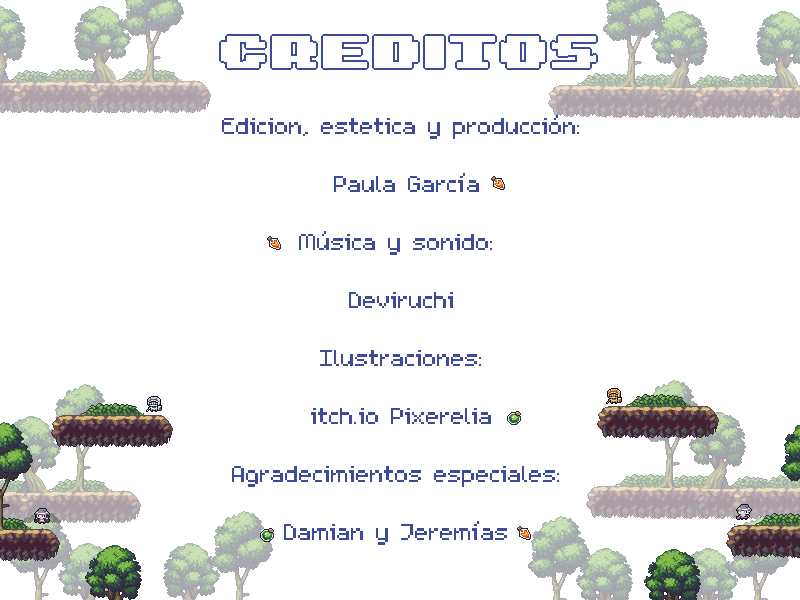 CREDITOS
Edicion, estetica y producción:
Paula García
Música y sonido:
Deviruchi
Ilustraciones:
itch.io Pixerelia
Agradecimientos especiales:
Damian y Jeremías